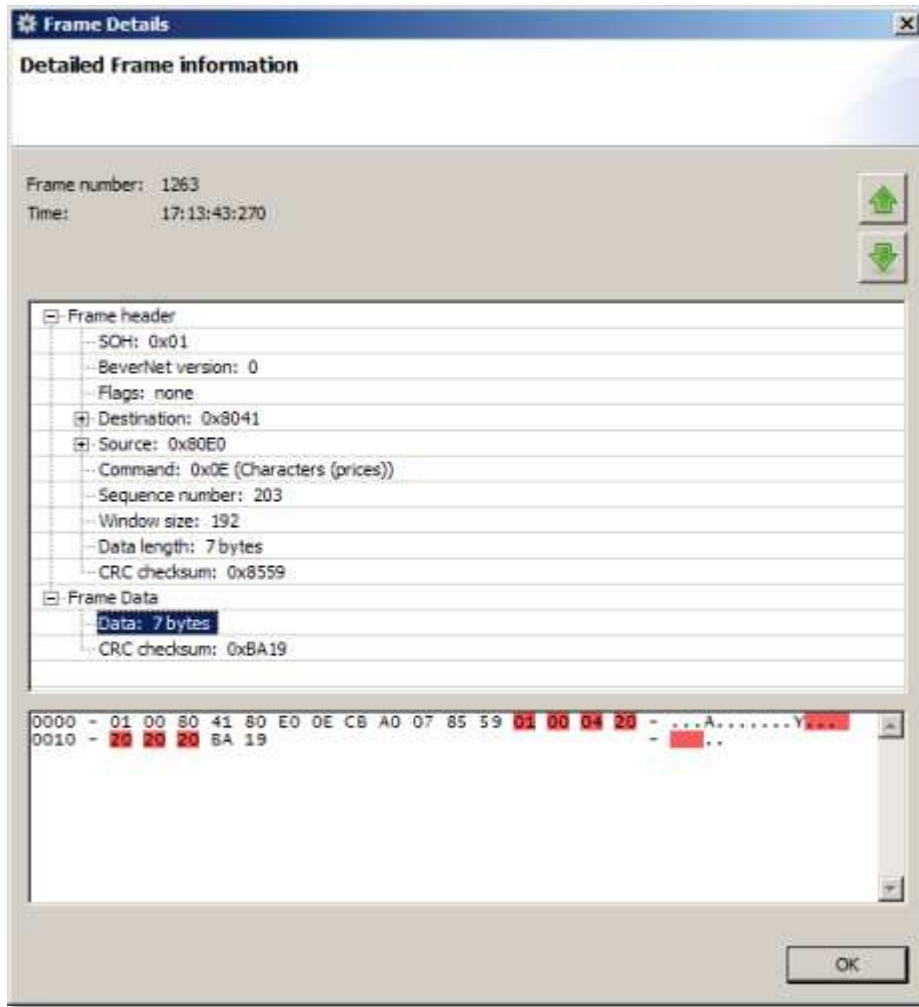 Frame Details
Detailed Frame information
Frame number: 1263
Time: 17:13:43:270
Frame header
SOH: 0x01
BeverNet version: 0
Flags: none
Destination: 0x8041
Source: 0x80E0
Command: 0x0E (Characters (prices))
Sequence number: 203
Window size: 192
Data length: 7 bytes
CRC checksum: 0x8559
Frame Data
Data: 7 bytes
CRC checksum: 0xBA19
0000 - 01 00 80 41 80 E0 0E CB A0 07 85 59 01 00 04 20 - ...A.......Y...
0010 - 20 20 20 BA 19 - ..
OK